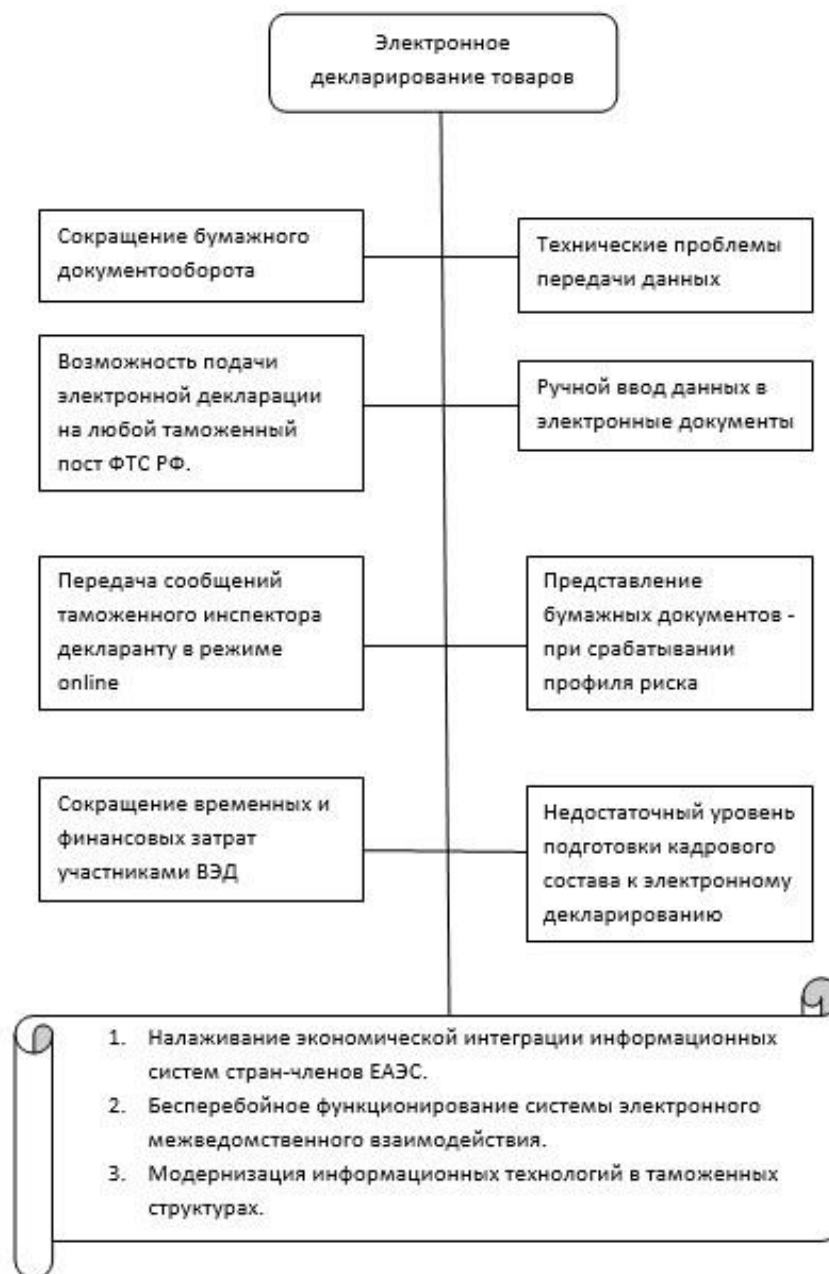 Электронное
декларирование товаров
Сокращение бумажного
документооборота
Технические проблемы
передачи данных
Возможность подачи
электронной декларации
на любой таможенный
пост ФТС РФ.
Ручной ввод данных в
электронные документы
Передача сообщений
таможенного инспектора
декларанту в режиме
online
Представление
бумажных документов -
при срабатывании
профиля риска
Сокращение временных и
финансовых затрат
участниками ВЭД
Недостаточный уровень
подготовки кадрового
состава к электронному
декларированию
1. Налаживание экономической интеграции информационных
систем стран-членов ЕАЭС.
2. Бесперебойное функционирование системы электронного
межведомственного взаимодействия.
3. Модернизация информационных технологий в таможенных
структурах.